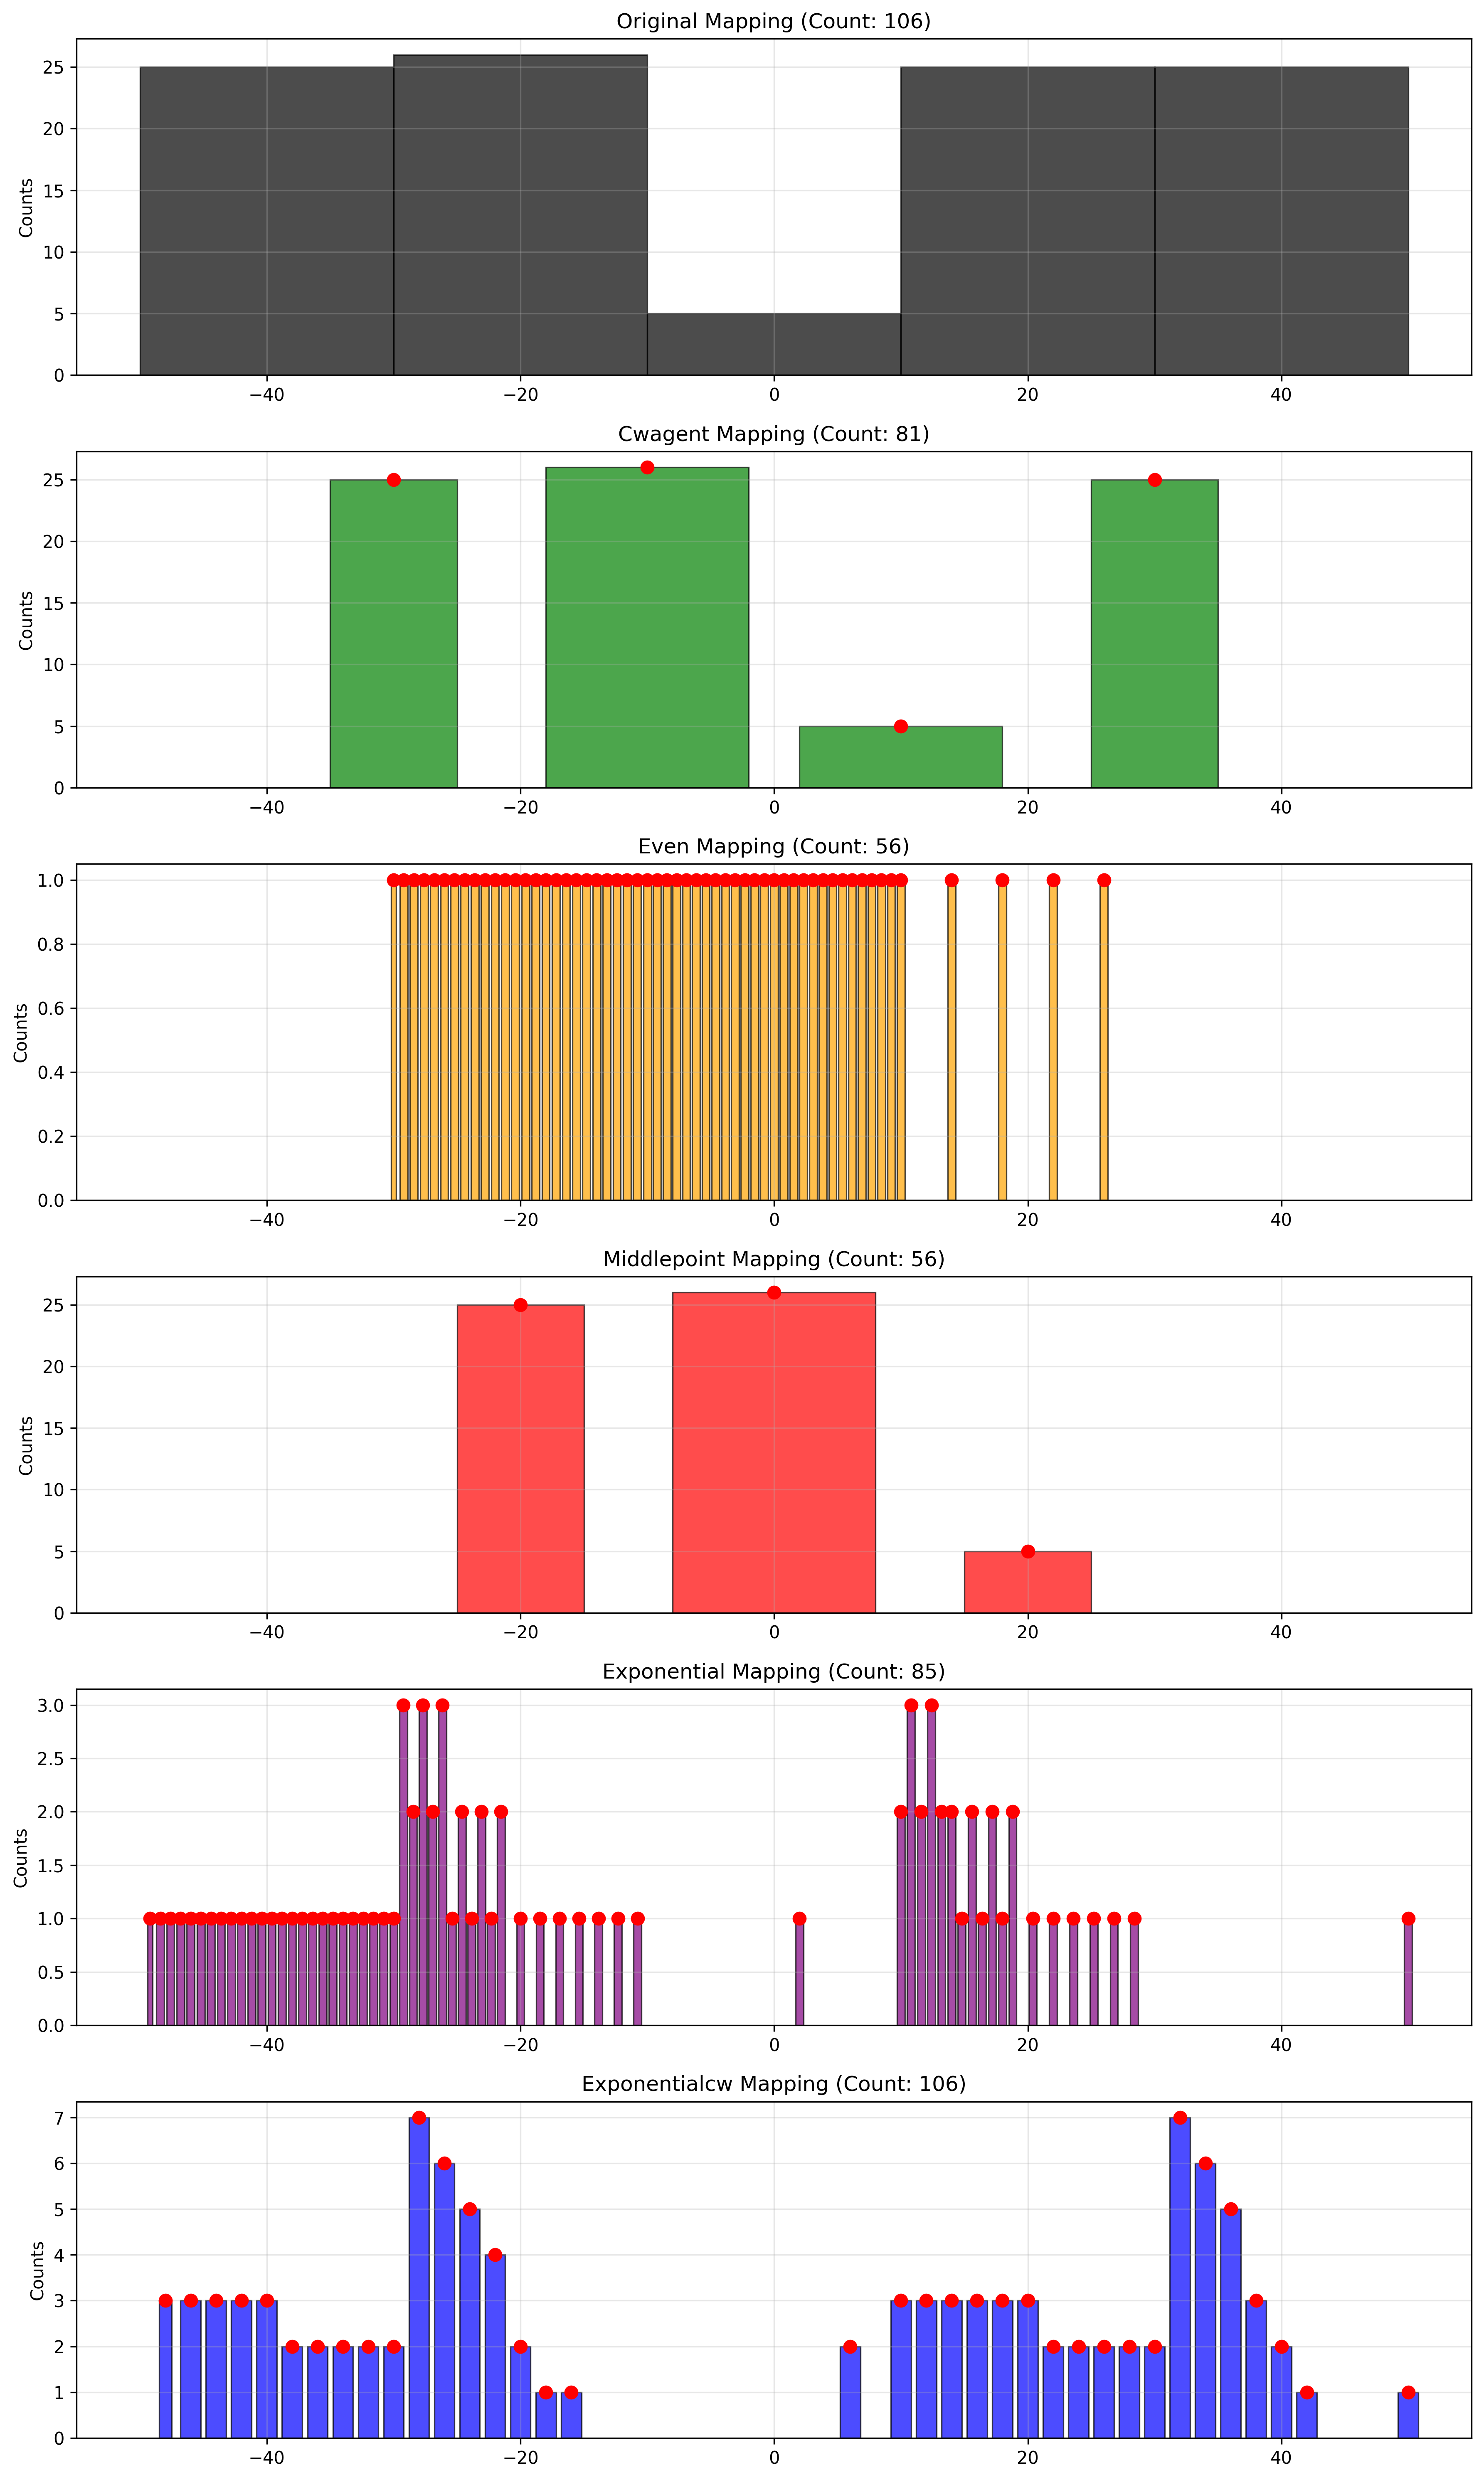 Original Mapping (Count: 106)
25
20
15
10
5
0
Counts
−40 −20 0 20 40
Cwagent Mapping (Count: 81)
25
20
15
10
5
0
Counts
−40 −20 0 20 40
Even Mapping (Count: 56)
1.0
0.8
0.6
0.4
0.2
0.0
Counts
−40 −20 0 20 40
Middlepoint Mapping (Count: 56)
25
20
15
10
5
0
Counts
−40 −20 0 20 40
Exponential Mapping (Count: 85)
3.0
2.5
2.0
1.5
1.0
0.5
0.0
Counts
−40 −20 0 20 40
Exponentialcw Mapping (Count: 106)
7
6
5
4
3
2
1
0
Counts
−40 −20 0 20 40